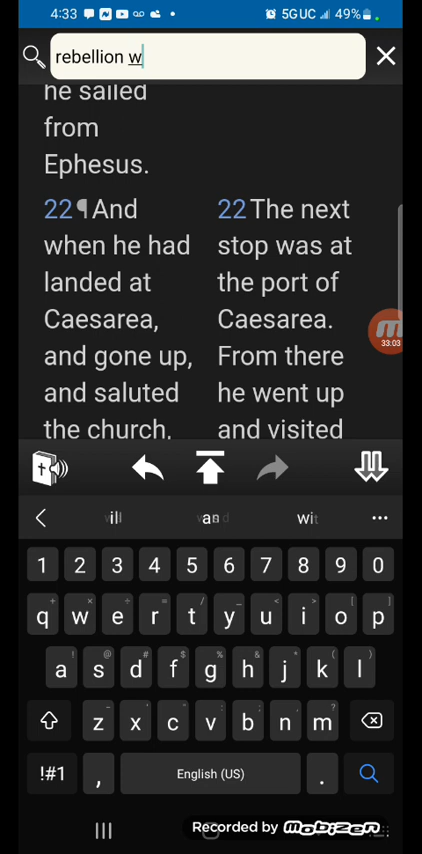 4:33 5GUC 49%
rebellion w
he sailed
from
Ephesus.
22 ¶And
when he had
landed at
Caesarea,
and gone up,
and saluted
the church,
22 The next
stop was at
the port of
Caesarea.
From there
he went up
and visited
33:03
1 2 3 4 5 6 7 8 9 0
q w e r t y u i o p
a s d f g h j k l
z x c v b n m
!#1 , English (US) .
Recorded by mobizen